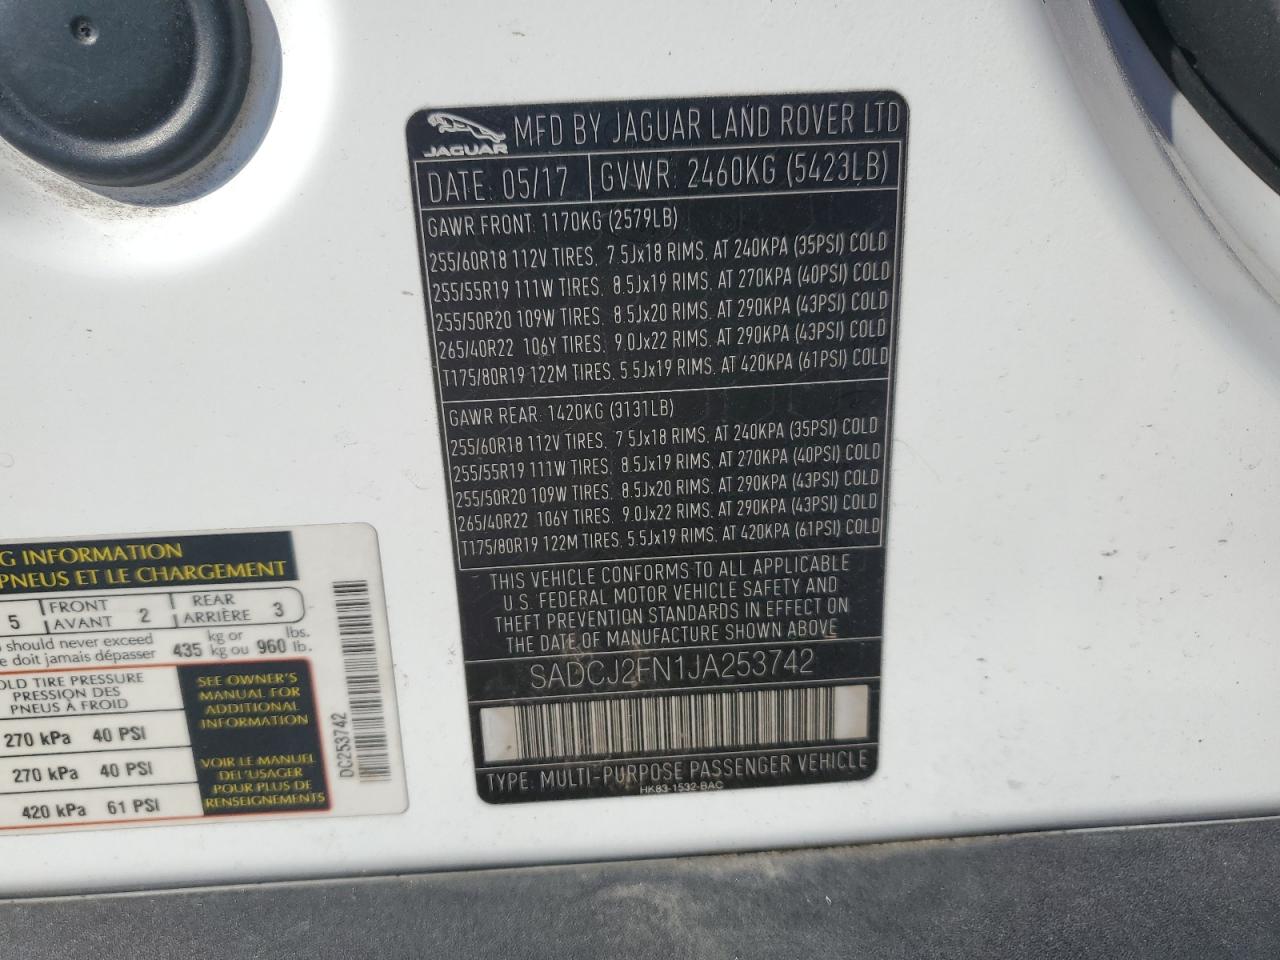 JAGUAR
MFD BY JAGUAR LAND ROVER LTD
DATE: 05/17 GVWR: 2460KG (5423LB)
GAWR FRONT: 1170KG (2579LB)
255/60R18 112V TIRES, 7.5Jx18 RIMS, AT 240KPA (35PSI) COLD
255/55R19 111W TIRES, 8.5Jx19 RIMS, AT 270KPA (40PSI) COLD
255/50R20 109W TIRES, 8.5Jx20 RIMS, AT 290KPA (43PSI) COLD
265/40R22 106Y TIRES, 9.0Jx22 RIMS, AT 290KPA (43PSI) COLD
T175/80R19 122M TIRES, 5.5Jx19 RIMS, AT 420KPA (61PSI) COLD
GAWR REAR: 1420KG (3131LB)
255/60R18 112V TIRES, 7.5Jx18 RIMS, AT 240KPA (35PSI) COLD
255/55R19 111W TIRES, 8.5Jx19 RIMS, AT 270KPA (40PSI) COLD
255/50R20 109W TIRES, 8.5Jx20 RIMS, AT 290KPA (43PSI) COLD
265/40R22 106Y TIRES, 9.0Jx22 RIMS, AT 290KPA (43PSI) COLD
T175/80R19 122M TIRES, 5.5Jx19 RIMS, AT 420KPA (61PSI) COLD
THIS VEHICLE CONFORMS TO ALL APPLICABLE
U.S. FEDERAL MOTOR VEHICLE SAFETY AND
THEFT PREVENTION STANDARDS IN EFFECT ON
THE DATE OF MANUFACTURE SHOWN ABOVE
SADCJ2FN1JA253742
TYPE: MULTI-PURPOSE PASSENGER VEHICLE
HK83-1532-BAC
G INFORMATION
PNEUS ET LE CHARGEMENT
5 FRONT AVANT 2 REAR ARRIÈRE 3
should never exceed
doit jamais dépasser
435 kg or kg ou 960 lbs. lb.
OLD TIRE PRESSURE
PRESSION DES
PNEUS À FROID
270 kPa 40 PSI
270 kPa 40 PSI
420 kPa 61 PSI
SEE OWNER'S
MANUAL FOR
ADDITIONAL
INFORMATION
VOIR LE MANUEL
DEL'USAGER
POUR PLUS DE
RENSEIGNEMENTS
DC253742